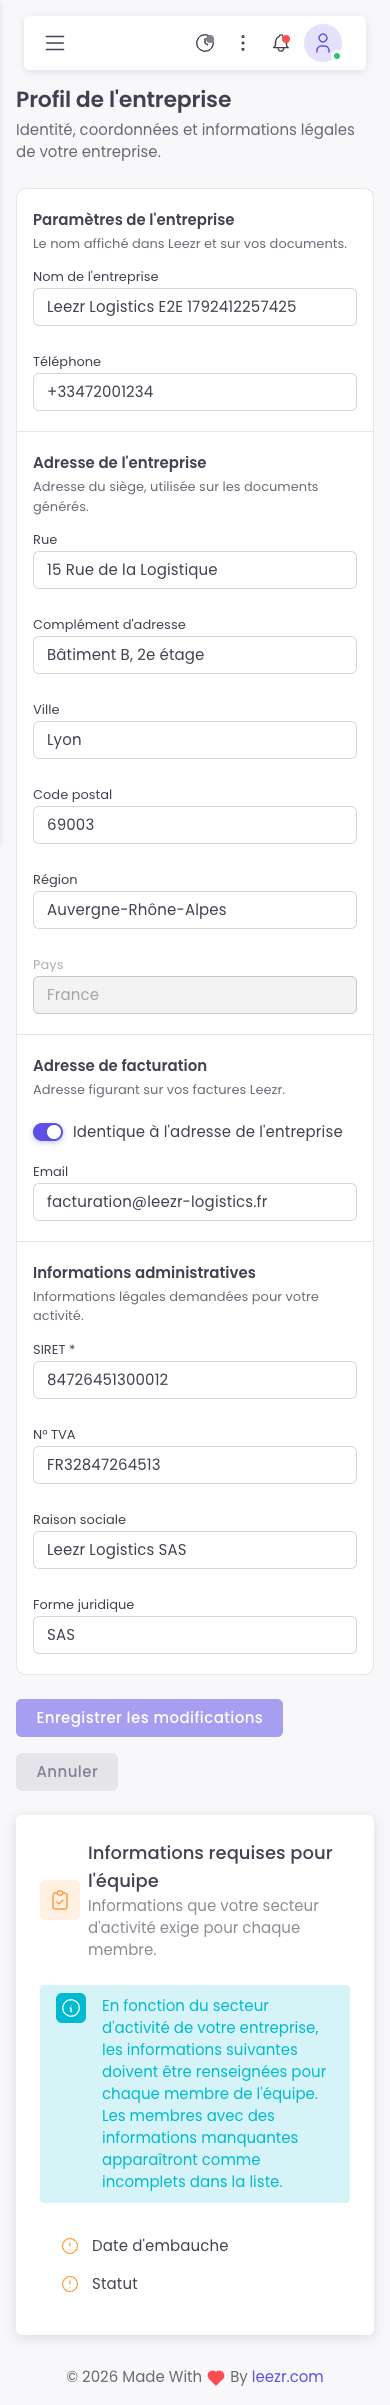 Profil de l'entreprise
Identité, coordonnées et informations légales
de votre entreprise.
Paramètres de l'entreprise
Le nom affiché dans Leezr et sur vos documents.
Nom de l'entreprise
Leezr Logistics E2E 1792412257425
Téléphone
+33472001234
Adresse de l'entreprise
Adresse du siège, utilisée sur les documents
générés.
Rue
15 Rue de la Logistique
Complément d'adresse
Bâtiment B, 2e étage
Ville
Lyon
Code postal
69003
Région
Auvergne-Rhône-Alpes
Pays
France
Adresse de facturation
Adresse figurant sur vos factures Leezr.
Identique à l'adresse de l'entreprise
Email
facturation@leezr-logistics.fr
Informations administratives
Informations légales demandées pour votre
activité.
SIRET *
84726451300012
N° TVA
FR32847264513
Raison sociale
Leezr Logistics SAS
Forme juridique
SAS
Enregistrer les modifications
Annuler
Informations requises pour
l'équipe
Informations que votre secteur
d'activité exige pour chaque
membre.
En fonction du secteur
d'activité de votre entreprise,
les informations suivantes
doivent être renseignées pour
chaque membre de l'équipe.
Les membres avec des
informations manquantes
apparaîtront comme
incomplets dans la liste.
Date d'embauche
Statut
© 2026 Made With By leezr.com